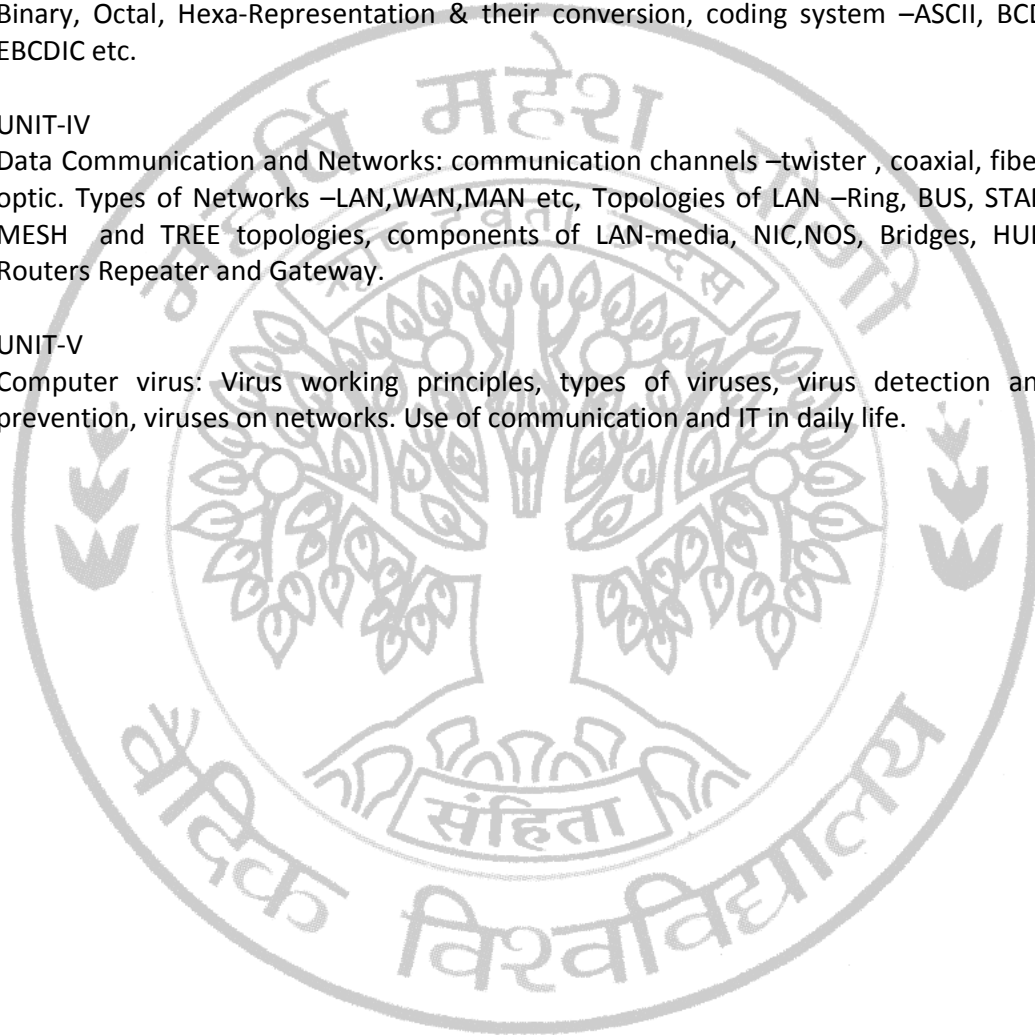 Binary, Octal, Hexa-Representation & their conversion, coding system –ASCII, BCD
EBCDIC etc.
UNIT-IV
Data Communication and Networks: communication channels –twister , coaxial, fibe
optic. Types of Networks –LAN,WAN,MAN etc, Topologies of LAN –Ring, BUS, STAR
MESH and TREE topologies, components of LAN-media, NIC,NOS, Bridges, HUB
Routers Repeater and Gateway.
UNIT-V
Computer virus: Virus working principles, types of viruses, virus detection an
prevention, viruses on networks. Use of communication and IT in daily life.
महर्षि महेश योगी
संहिता
वैदिक विश्वविद्यालय